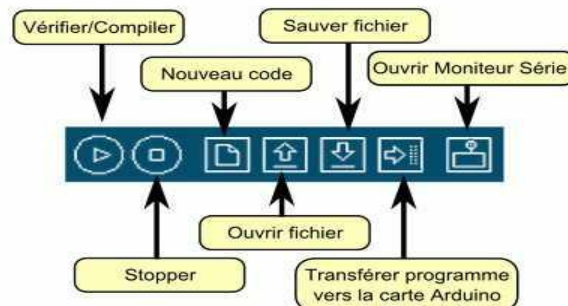 Vérifier/Compiler
Sauver fichier
Nouveau code
Ouvrir Moniteur Série
Ouvrir fichier
Stopper
Transférer programme
vers la carte Arduino